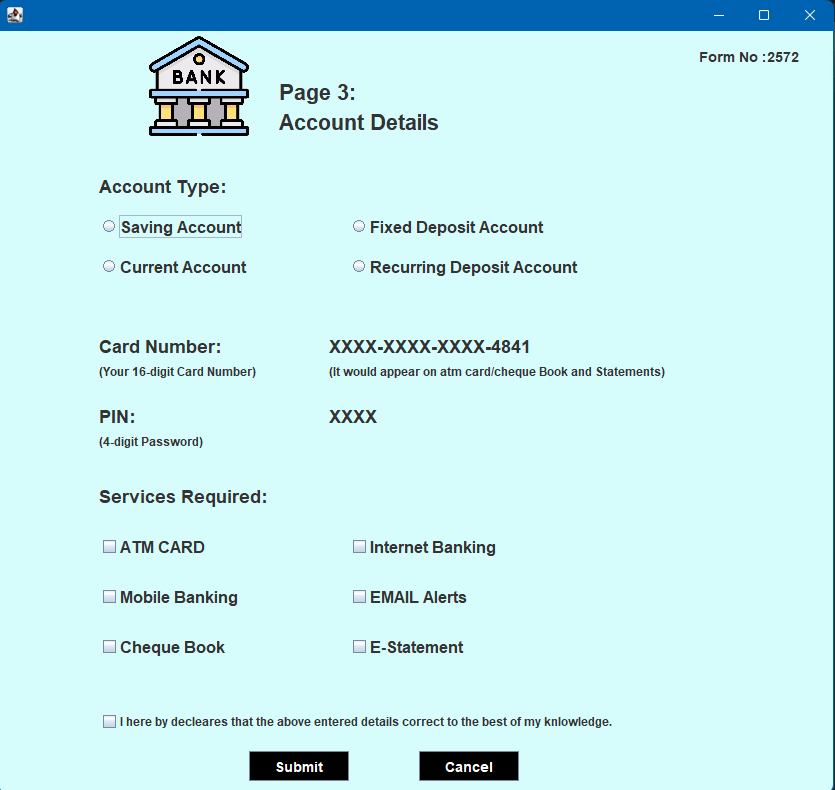 BANK
Form No :2572
Page 3:
Account Details
Account Type:
Saving Account
Fixed Deposit Account
Current Account
Recurring Deposit Account
Card Number:
XXXX-XXXX-XXXX-4841
(Your 16-digit Card Number)
(It would appear on atm card/cheque Book and Statements)
PIN:
XXXX
(4-digit Password)
Services Required:
ATM CARD
Internet Banking
Mobile Banking
EMAIL Alerts
Cheque Book
E-Statement
I here by decleares that the above entered details correct to the best of my knlowledge.
Submit
Cancel